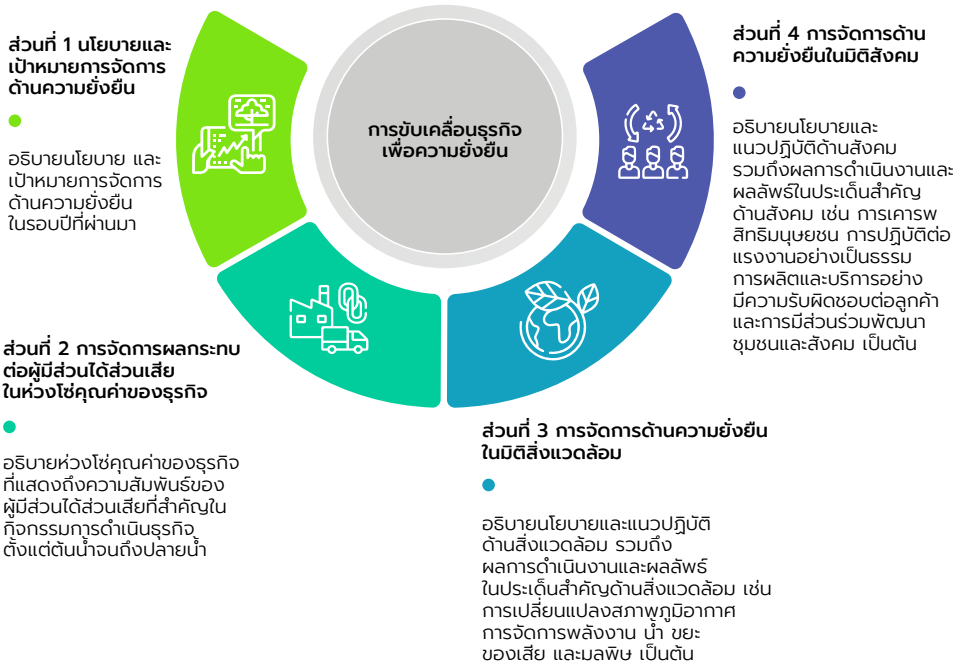 ส่วนที่ 1 นโยบายและ
เป้าหมายการจัดการ
ด้านความยั่งยืน
อธิบายนโยบาย และ
เป้าหมายการจัดการ
ด้านความยั่งยืน
ในรอบปีที่ผ่านมา
การขับเคลื่อนธุรกิจ
เพื่อความยั่งยืน
ส่วนที่ 2 การจัดการผลกระทบ
ต่อผู้มีส่วนได้ส่วนเสีย
ในห่วงโซ่คุณค่าของธุรกิจ
อธิบายห่วงโซ่คุณค่าของธุรกิจ
ที่แสดงถึงความสัมพันธ์ของ
ผู้มีส่วนได้ส่วนเสียที่สำคัญใน
กิจกรรมการดำเนินธุรกิจ
ตั้งแต่ต้นน้ำจนถึงปลายน้ำ
ส่วนที่ 3 การจัดการด้านความยั่งยืน
ในมิติสิ่งแวดล้อม
อธิบายนโยบายและแนวปฏิบัติ
ด้านสิ่งแวดล้อม รวมถึง
ผลการดำเนินงานและผลลัพธ์
ในประเด็นสำคัญด้านสิ่งแวดล้อม เช่น
การเปลี่ยนแปลงสภาพภูมิอากาศ
การจัดการพลังงาน น้ำ ขยะ
ของเสีย และมลพิษ เป็นต้น
ส่วนที่ 4 การจัดการด้าน
ความยั่งยืนในมิติสังคม
อธิบายนโยบายและ
แนวปฏิบัติด้านสังคม
รวมถึงผลการดำเนินงานและ
ผลลัพธ์ในประเด็นสำคัญ
ด้านสังคม เช่น การเคารพ
สิทธิมนุษยชน การปฏิบัติต่อ
แรงงานอย่างเป็นธรรม
การผลิตและบริการอย่าง
มีความรับผิดชอบต่อลูกค้า
และการมีส่วนร่วมพัฒนา
ชุมชนและสังคม เป็นต้น